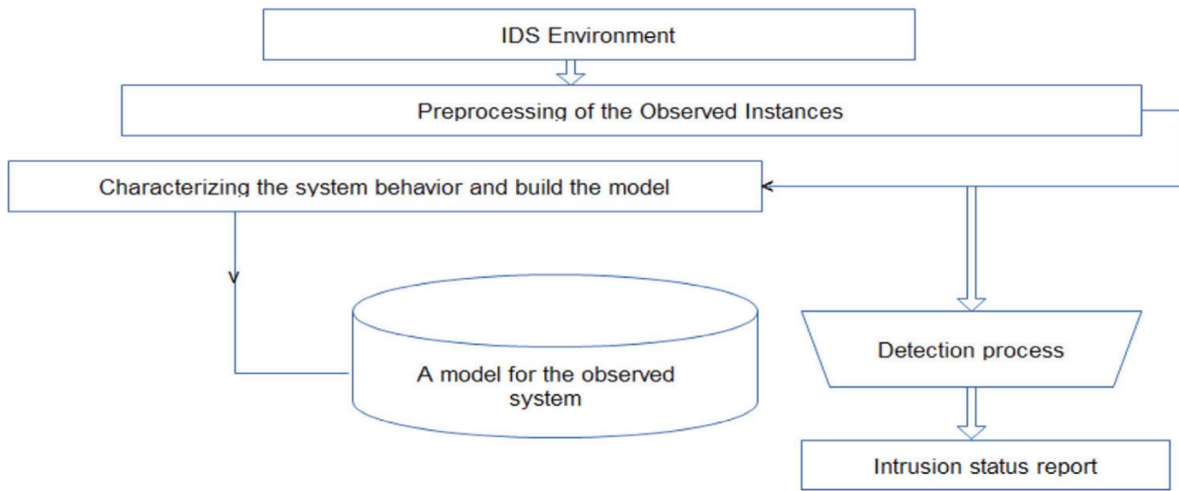 IDS Environment
Preprocessing of the Observed Instances
Characterizing the system behavior and build the model
A model for the observed
system
Detection process
Intrusion status report